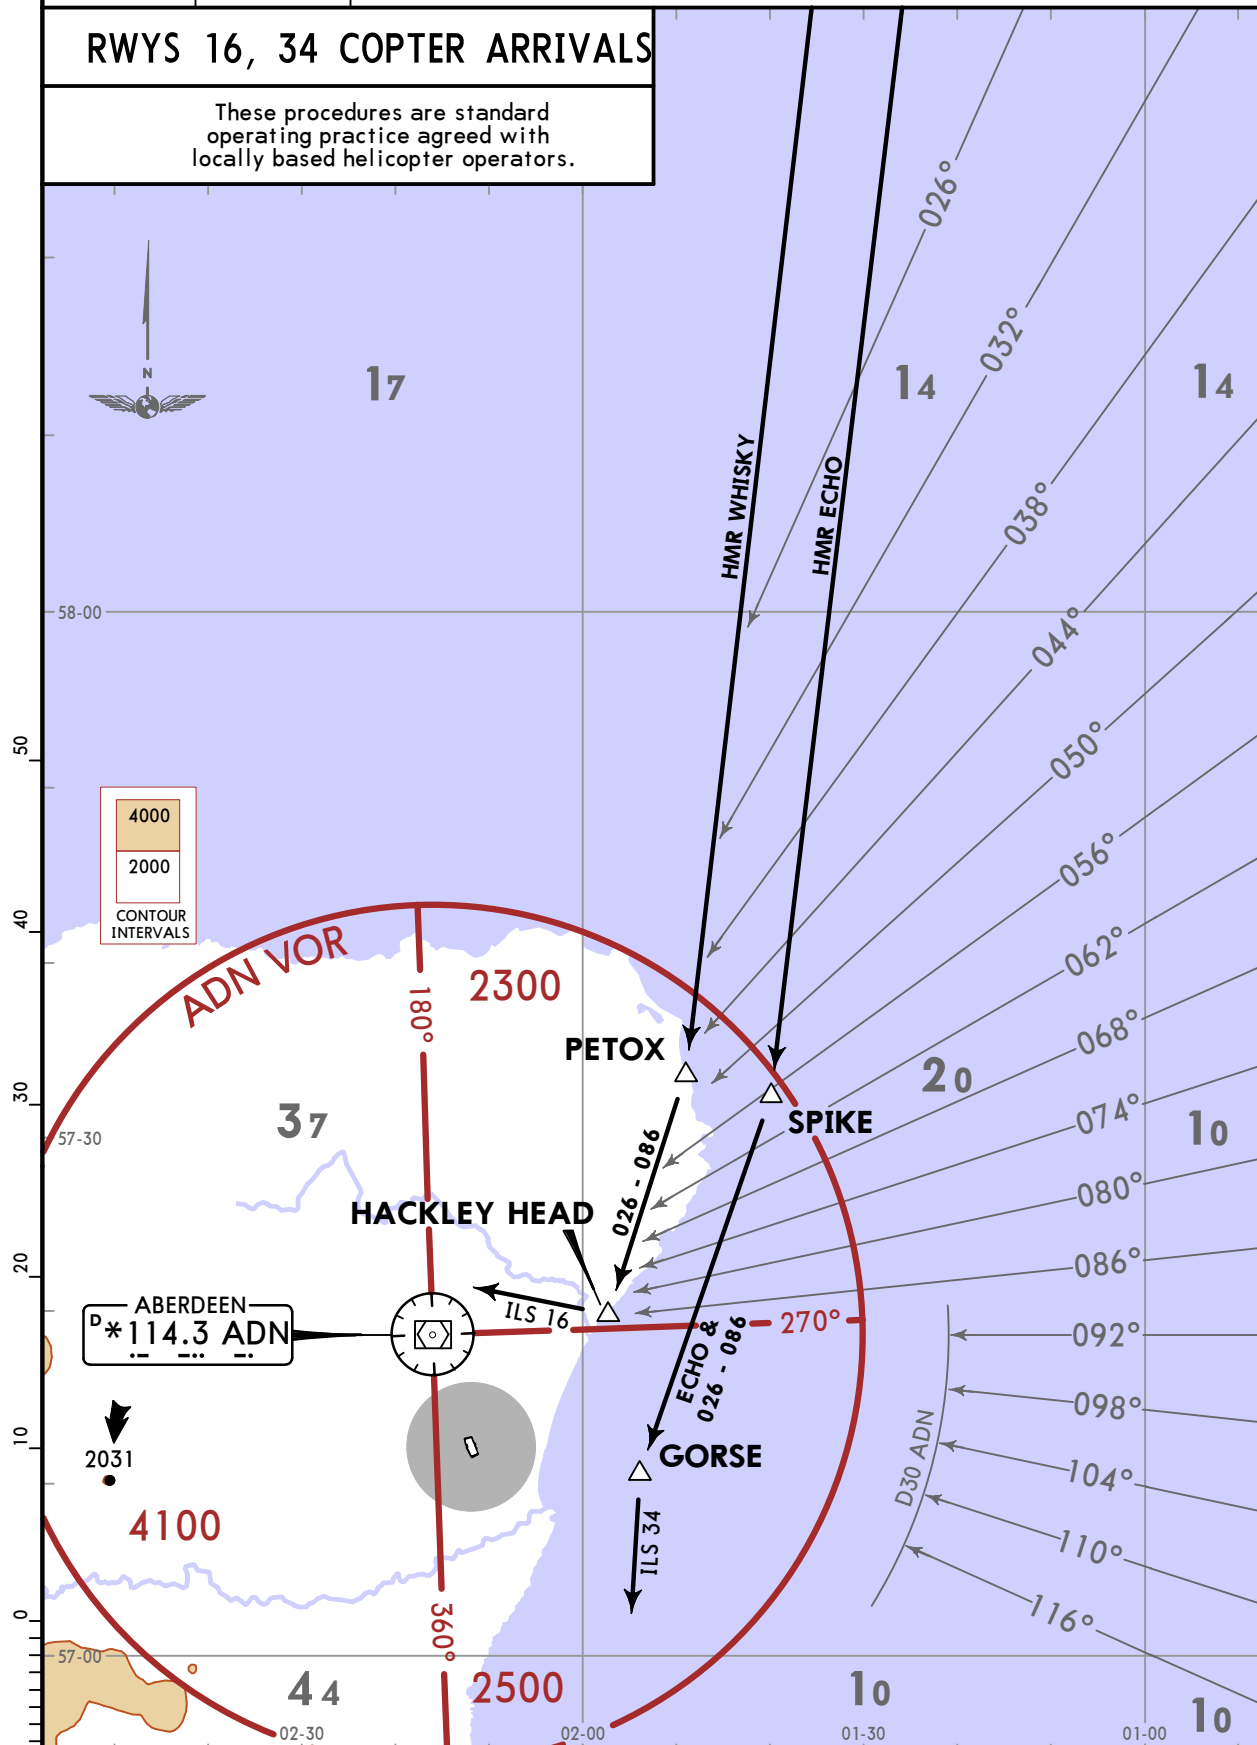 RWYS 16, 34 COPTER ARRIVALS
These procedures are standard
operating practice agreed with
locally based helicopter operators.
026°
032°
N
17
14
14
HMR WHISKY
HMR ECHO
038°
58-00
044°
50
050°
4000
2000
CONTOUR
INTERVALS
056°
40
ADN VOR
2300
062°
180°
068°
PETOX
20
30
37
SPIKE
074°
10
57-30
026 - 086
080°
HACKLEY HEAD
20
086°
ABERDEEN
D *114.3 ADN
ILS 16
270°
092°
ECHO &
026 - 086
098°
10
2031
GORSE
D30 ADN
104°
4100
ILS 34
110°
0
360°
116°
57-00
44
2500
10
10
02-30
02-00
01-30
01-00